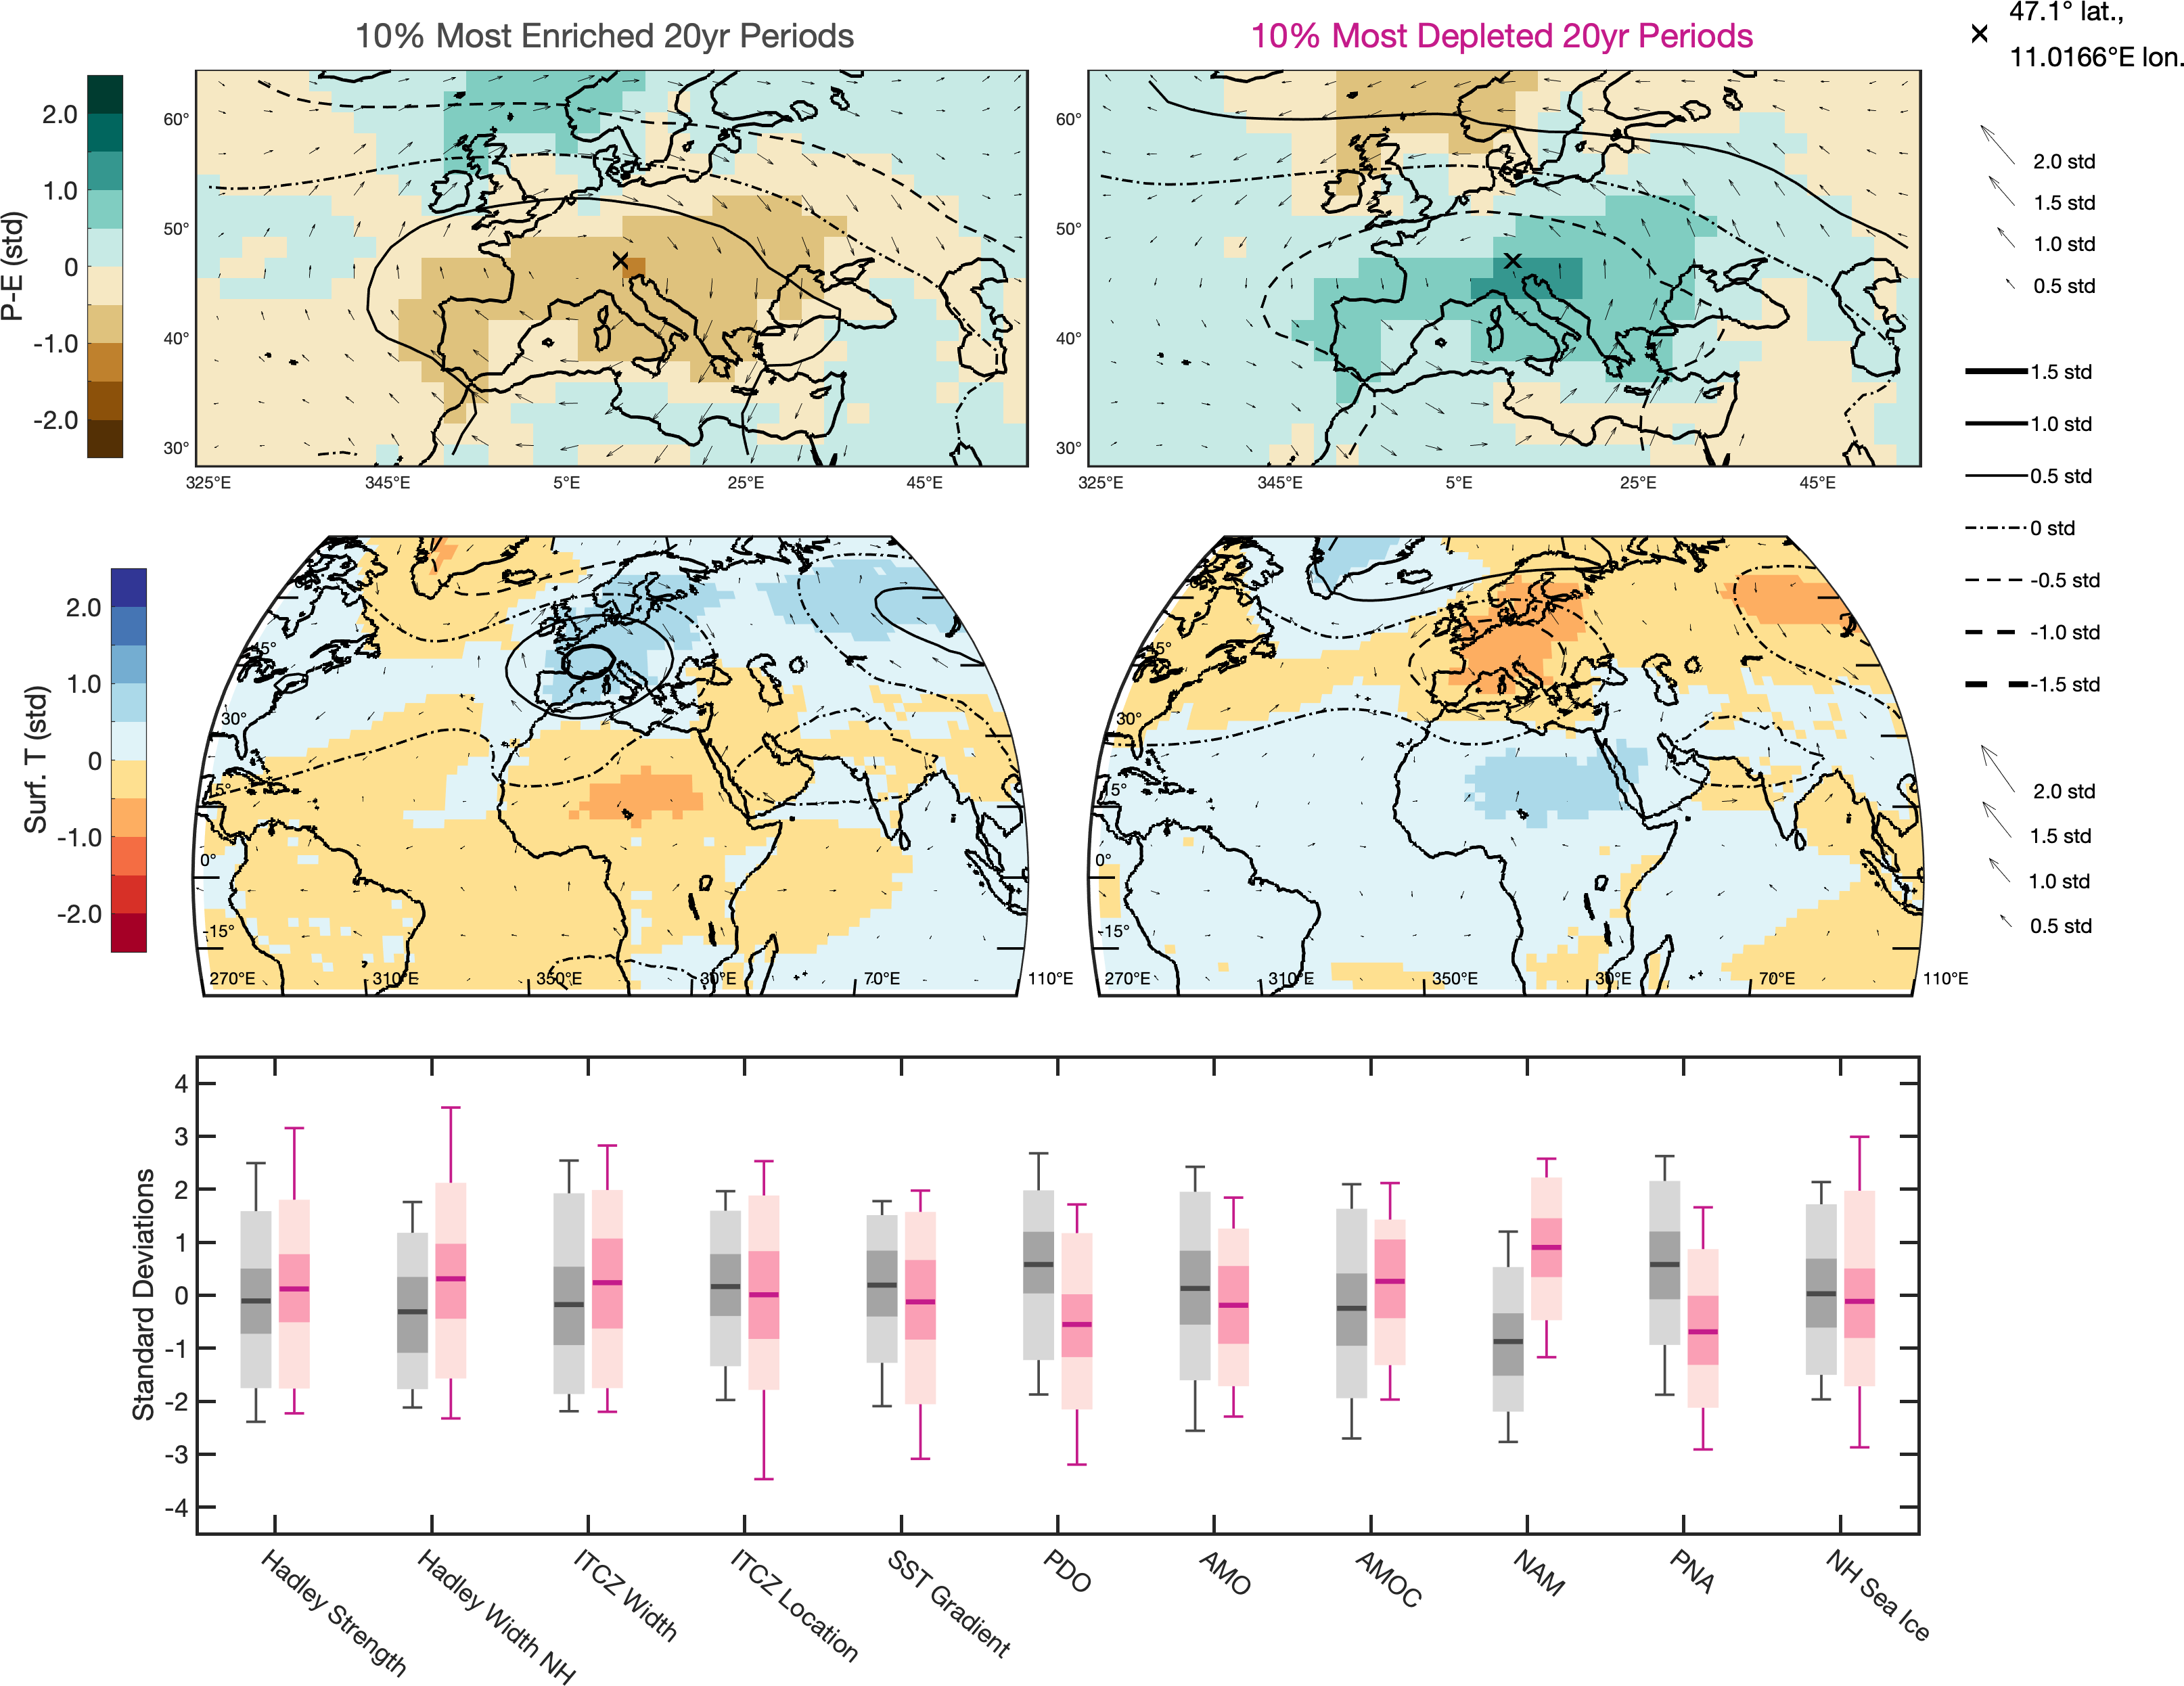 10% Most Enriched 20yr Periods
10% Most Depleted 20yr Periods
47.1° lat.,
11.0166°E lon.
P-E (std)
2.0
1.0
0
-1.0
-2.0
60°
50°
40°
30°
325°E
345°E
5°E
25°E
45°E
60°
50°
40°
30°
325°E
345°E
5°E
25°E
45°E
2.0 std
1.5 std
1.0 std
0.5 std
1.5 std
1.0 std
0.5 std
0 std
-0.5 std
-1.0 std
-1.5 std
Surf. T (std)
2.0
1.0
0
-1.0
-2.0
45°
30°
15°
0°
-15°
270°E
310°E
350°E
30°E
70°E
110°E
45°
30°
15°
0°
-15°
270°E
310°E
350°E
30°E
70°E
110°E
2.0 std
1.5 std
1.0 std
0.5 std
Standard Deviations
4
3
2
1
0
-1
-2
-3
-4
Hadley Strength
Hadley Width NH
ITCZ Width
ITCZ Location
SST Gradient
PDO
AMO
AMOC
NAM
PNA
NH Sea Ice